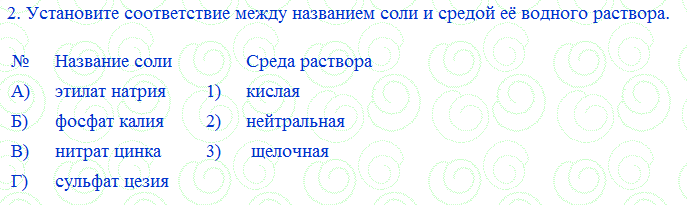 2. Установите соответствие между названием соли и средой её водного раствора.
№ Название соли Среда раствора
А) этилат натрия 1) кислая
Б) фосфат калия 2) нейтральная
В) нитрат цинка 3) щелочная
Г) сульфат цезия